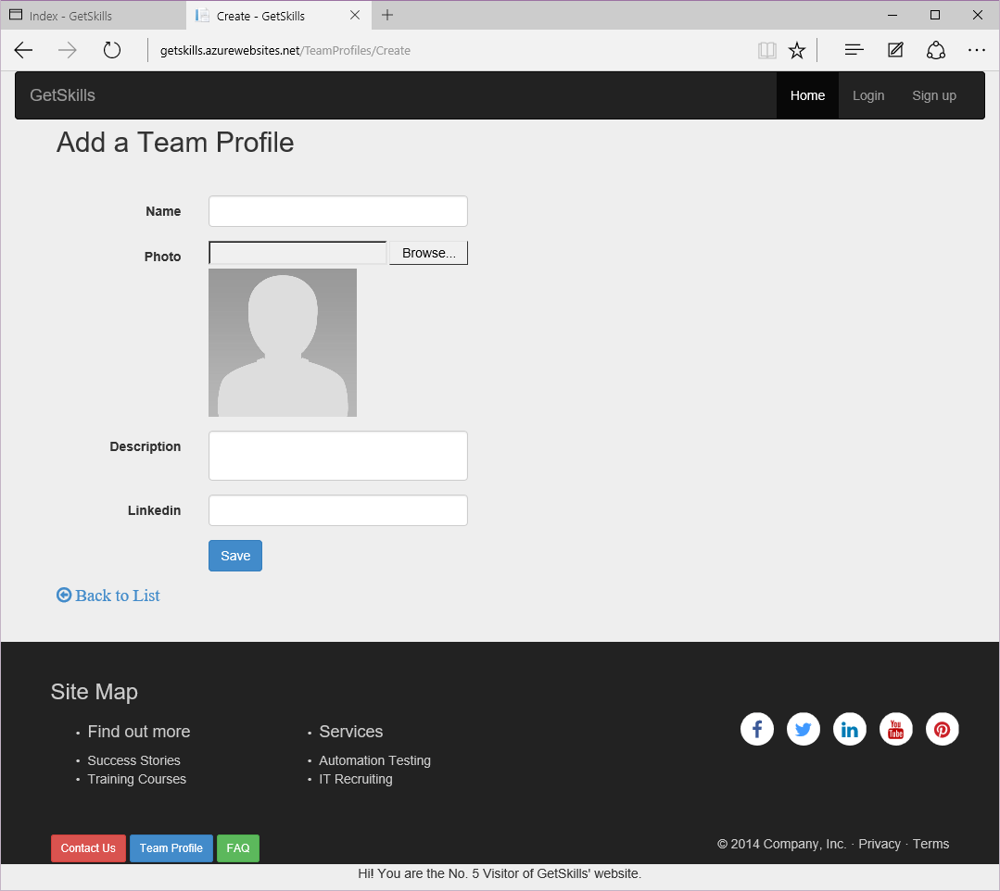 Index - GetSkills
Create - GetSkills
getskills.azurewebsites.net/TeamProfiles/Create
GetSkills Home Login Sign up
Add a Team Profile
Name
Photo Browse...
Description
Linkedin
Save
Back to List
Site Map
• Find out more
• Success Stories
• Training Courses
• Services
• Automation Testing
• IT Recruiting
f in You Tube
Contact Us Team Profile FAQ
© 2014 Company, Inc. · Privacy · Terms
Hi! You are the No. 5 Visitor of GetSkills' website.